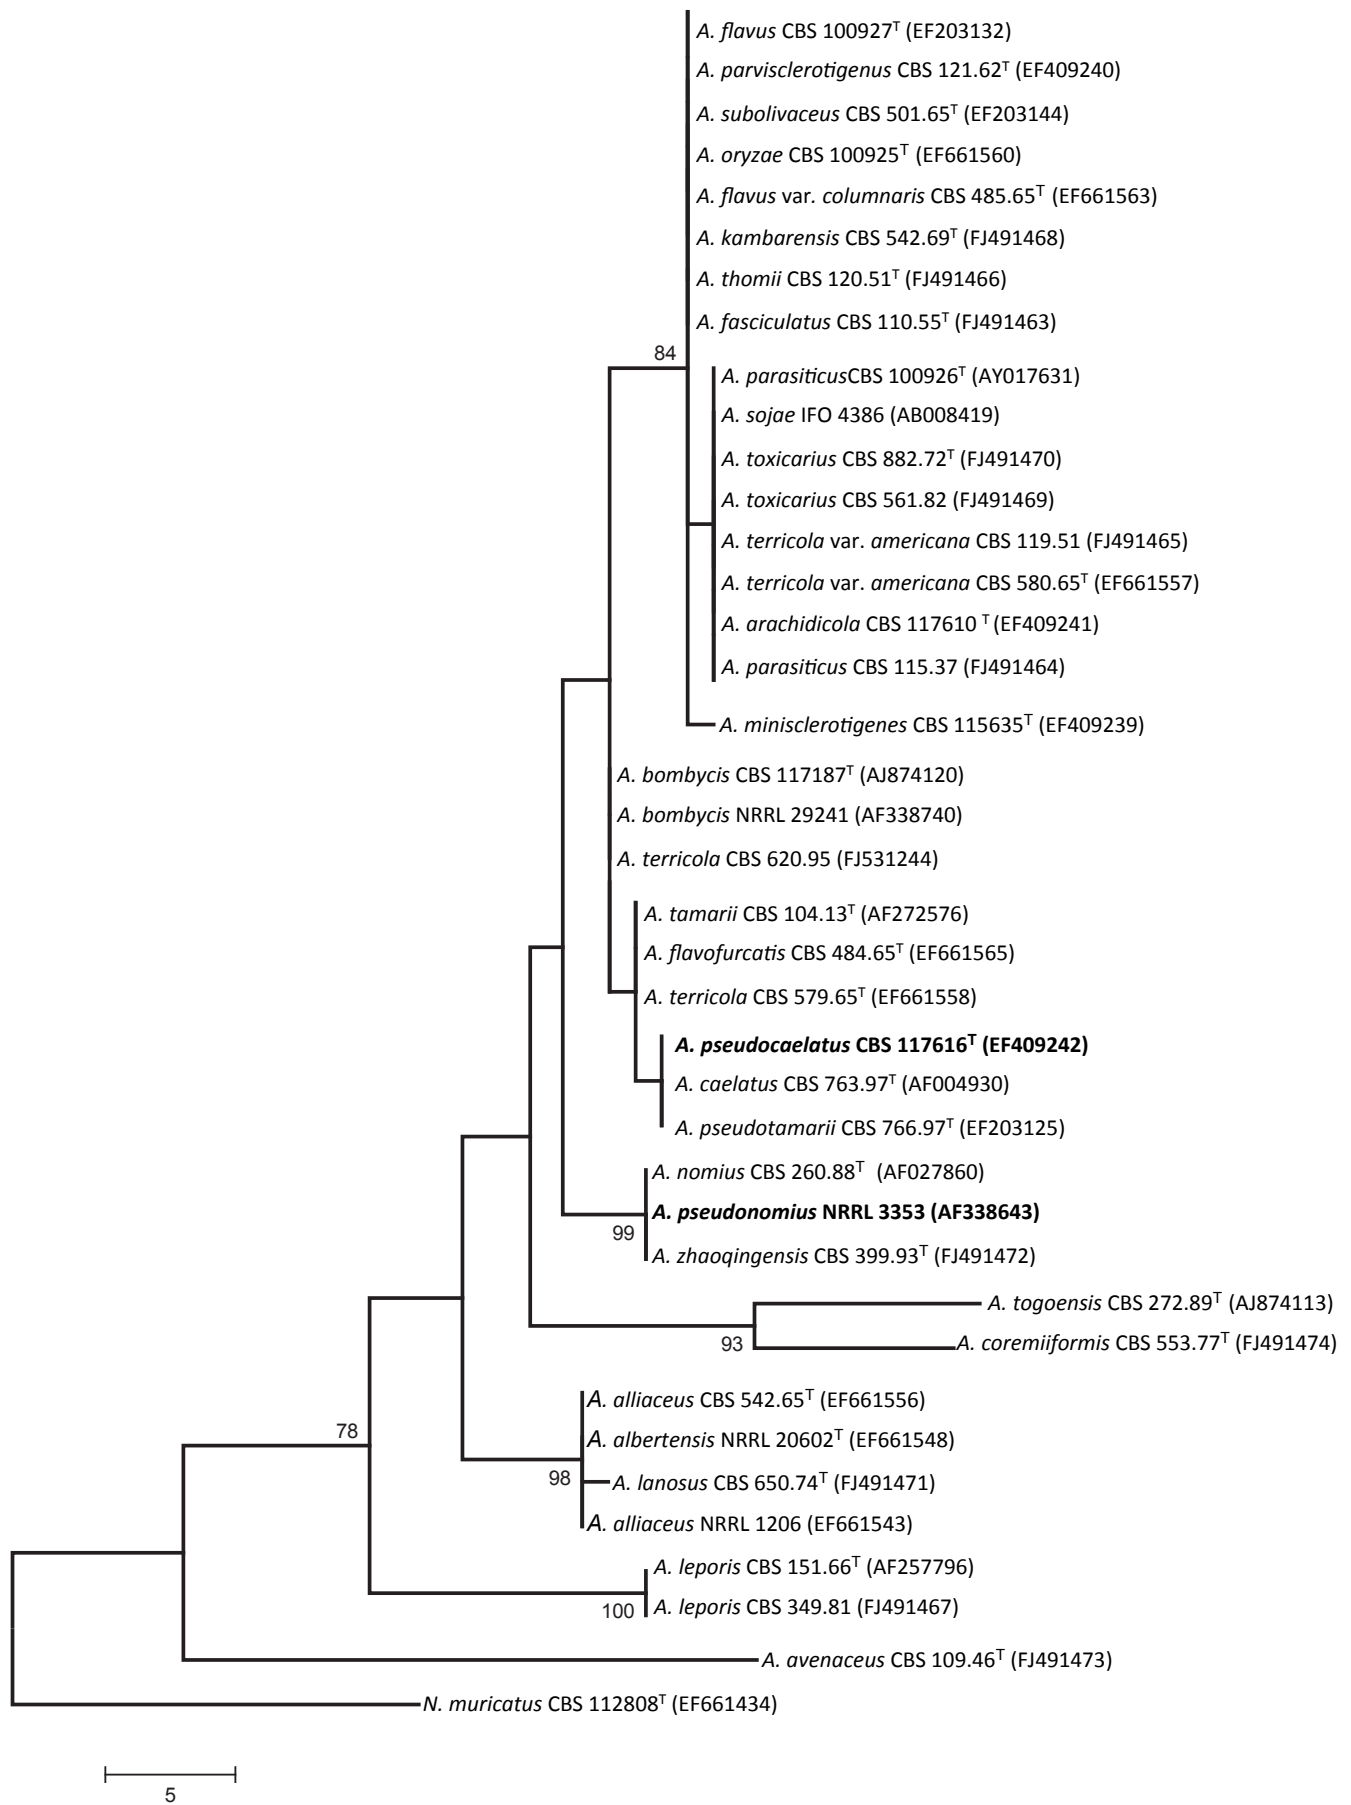 A. flavus CBS 100927ᵀ (EF203132)
A. parvisclerotigenus CBS 121.62ᵀ (EF409240)
A. subolivaceus CBS 501.65ᵀ (EF203144)
A. oryzae CBS 100925ᵀ (EF661560)
A. flavus var. columnaris CBS 485.65ᵀ (EF661563)
A. kambarensis CBS 542.69ᵀ (FJ491468)
A. thomii CBS 120.51ᵀ (FJ491466)
A. fasciculatus CBS 110.55ᵀ (FJ491463)
84
A. parasiticusCBS 100926ᵀ (AY017631)
A. sojae IFO 4386 (AB008419)
A. toxicarius CBS 882.72ᵀ (FJ491470)
A. toxicarius CBS 561.82 (FJ491469)
A. terricola var. americana CBS 119.51 (FJ491465)
A. terricola var. americana CBS 580.65ᵀ (EF661557)
A. arachidicola CBS 117610 ᵀ (EF409241)
A. parasiticus CBS 115.37 (FJ491464)
A. minisclerotigenes CBS 115635ᵀ (EF409239)
A. bombycis CBS 117187ᵀ (AJ874120)
A. bombycis NRRL 29241 (AF338740)
A. terricola CBS 620.95 (FJ531244)
A. tamarii CBS 104.13ᵀ (AF272576)
A. flavofurcatis CBS 484.65ᵀ (EF661565)
A. terricola CBS 579.65ᵀ (EF661558)
A. pseudocaelatus CBS 117616ᵀ (EF409242)
A. caelatus CBS 763.97ᵀ (AF004930)
A. pseudotamarii CBS 766.97ᵀ (EF203125)
A. nomius CBS 260.88ᵀ (AF027860)
A. pseudonomius NRRL 3353 (AF338643)
99
A. zhaoqingensis CBS 399.93ᵀ (FJ491472)
A. togoensis CBS 272.89ᵀ (AJ874113)
93
A. coremiiformis CBS 553.77ᵀ (FJ491474)
A. alliaceus CBS 542.65ᵀ (EF661556)
78
A. albertensis NRRL 20602ᵀ (EF661548)
98
A. lanosus CBS 650.74ᵀ (FJ491471)
A. alliaceus NRRL 1206 (EF661543)
A. leporis CBS 151.66ᵀ (AF257796)
100
A. leporis CBS 349.81 (FJ491467)
A. avenaceus CBS 109.46ᵀ (FJ491473)
N. muricatus CBS 112808ᵀ (EF661434)
5